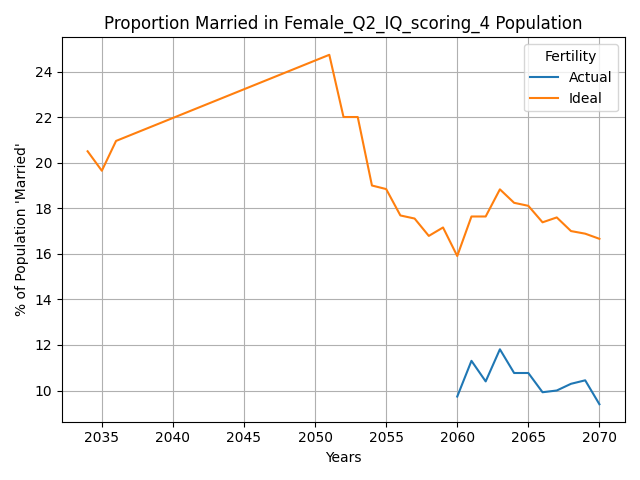 Proportion Married in Female_Q2_IQ_scoring_4 Population
Fertility
Actual
Ideal
% of Population 'Married'
24
22
20
18
16
14
12
10
2035 2040 2045 2050 2055 2060 2065 2070
Years